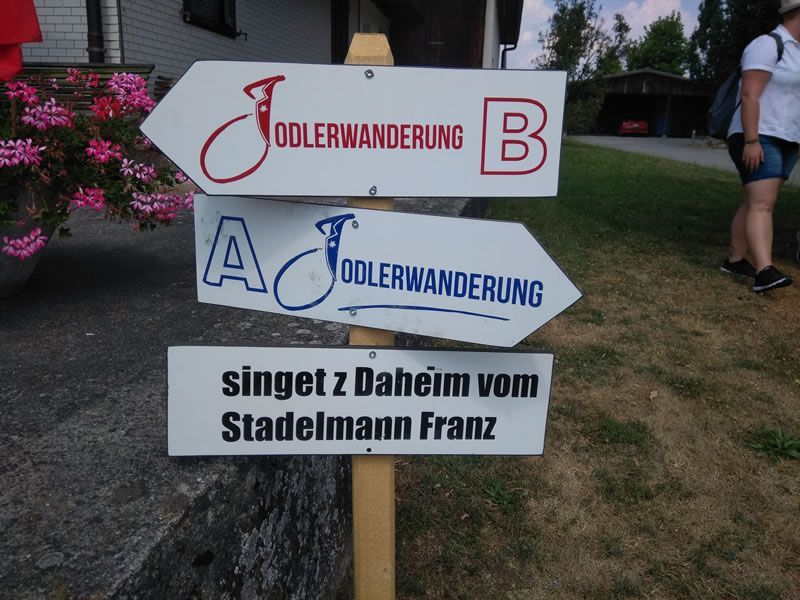 JODLERWANDERUNG B
A JODLERWANDERUNG
singet z Daheim vom
Stadelmann Franz